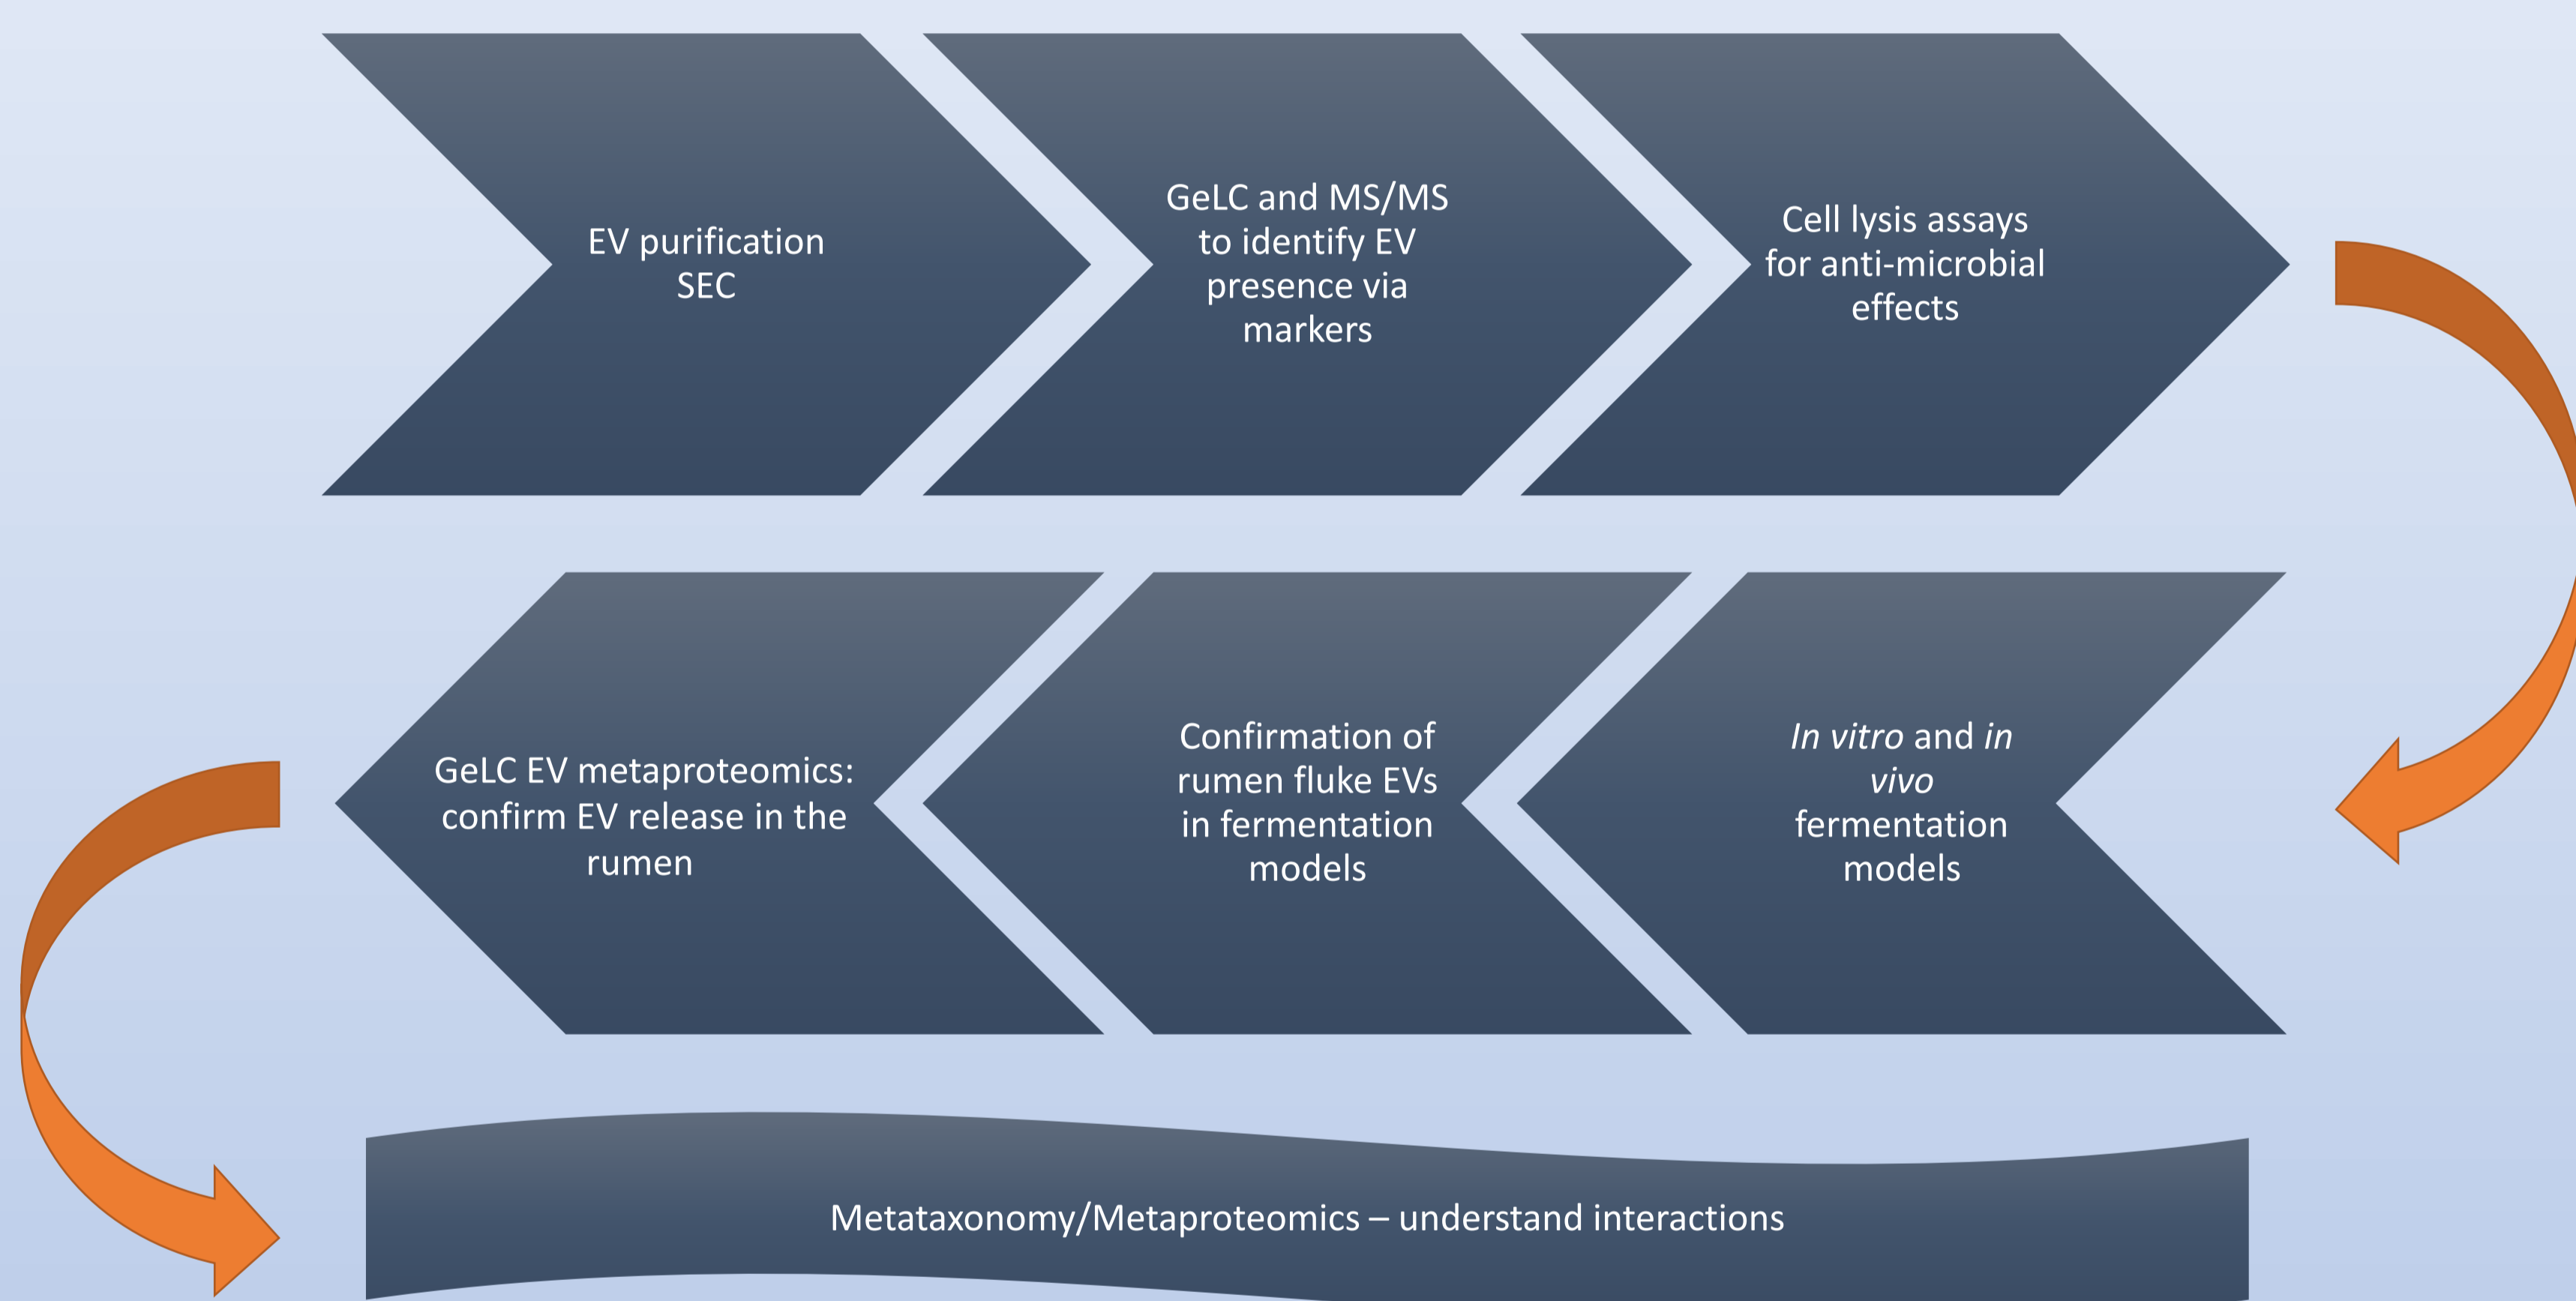 EV purification
SEC
GeLC and MS/MS
to identify EV
presence via
markers
Cell lysis assays
for anti-microbial
effects
In vitro and in
vivo
fermentation
models
Confirmation of
rumen fluke EVs
in fermentation
models
GeLC EV metaproteomics:
confirm EV release in the
rumen
Metataxonomy/Metaproteomics – understand interactions